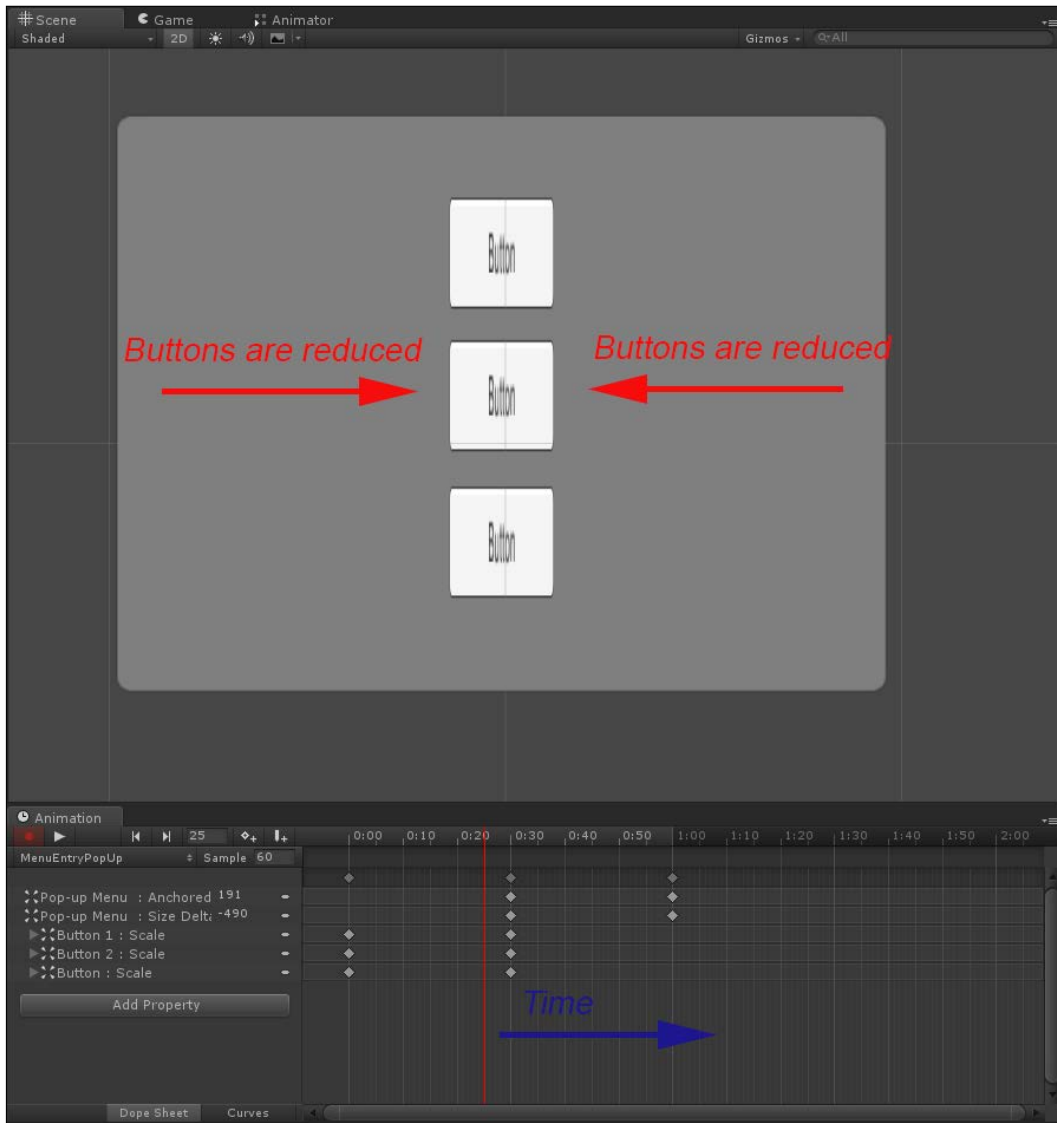 Scene Game Animator
Shaded 2D Gizmos All
Button
Buttons are reduced Buttons are reduced
Button
Button
Animation
25 0:00 0:10 0:20 0:30 0:40 0:50 1:00 1:10 1:20 1:30 1:40 1:50 2:00
MenuEntryPopUp Sample 60
Pop-up Menu : Anchored 191
Pop-up Menu : Size Delta -490
Button 1 : Scale
Button 2 : Scale
Button : Scale
Add Property
Time
Dope Sheet Curves